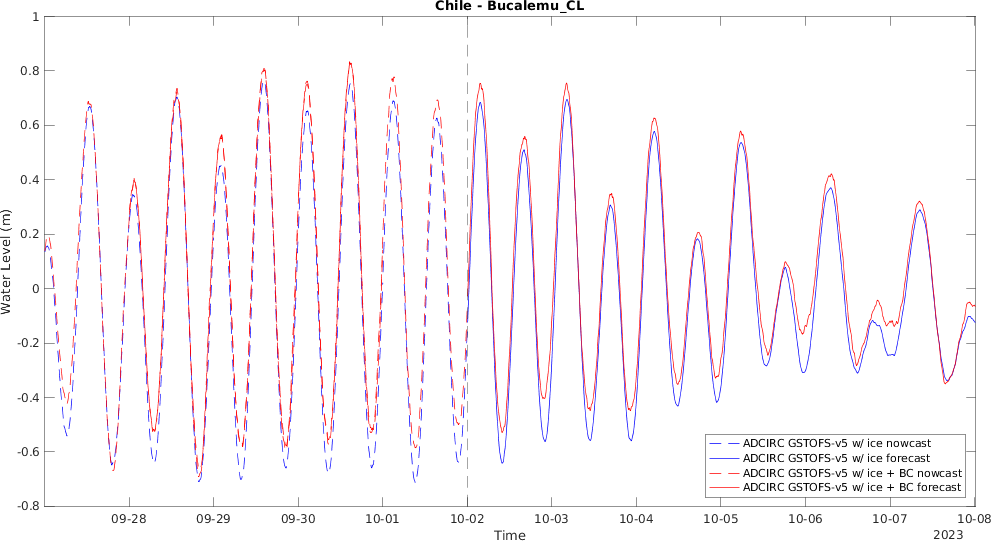 Chile - Bucalemu_CL
Water Level (m)
1
0.8
0.6
0.4
0.2
0
-0.2
-0.4
-0.6
-0.8
ADCIRC GSTOFS-v5 w/ ice nowcast
ADCIRC GSTOFS-v5 w/ ice forecast
ADCIRC GSTOFS-v5 w/ ice + BC nowcast
ADCIRC GSTOFS-v5 w/ ice + BC forecast
09-28 09-29 09-30 10-01 10-02 10-03 10-04 10-05 10-06 10-07 10-08
Time
2023